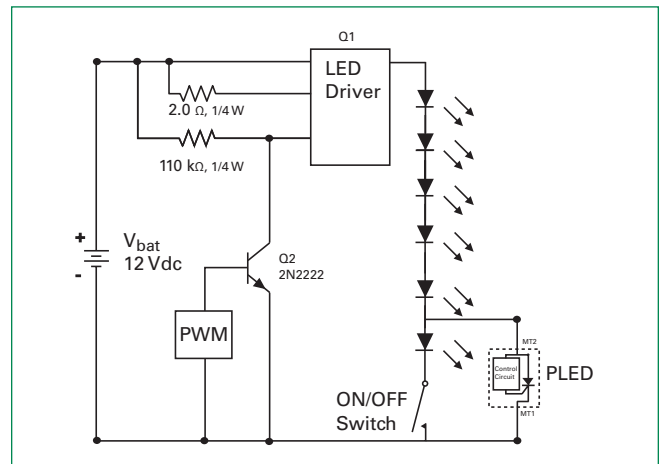 Q1
LED
Driver
2.0 Ω, 1/4 W
110 kΩ, 1/4 W
+
Vbat
12 Vdc
-
Q2
2N2222
PWM
MT2
Control
Circuit
PLED
MT1
ON/OFF
Switch